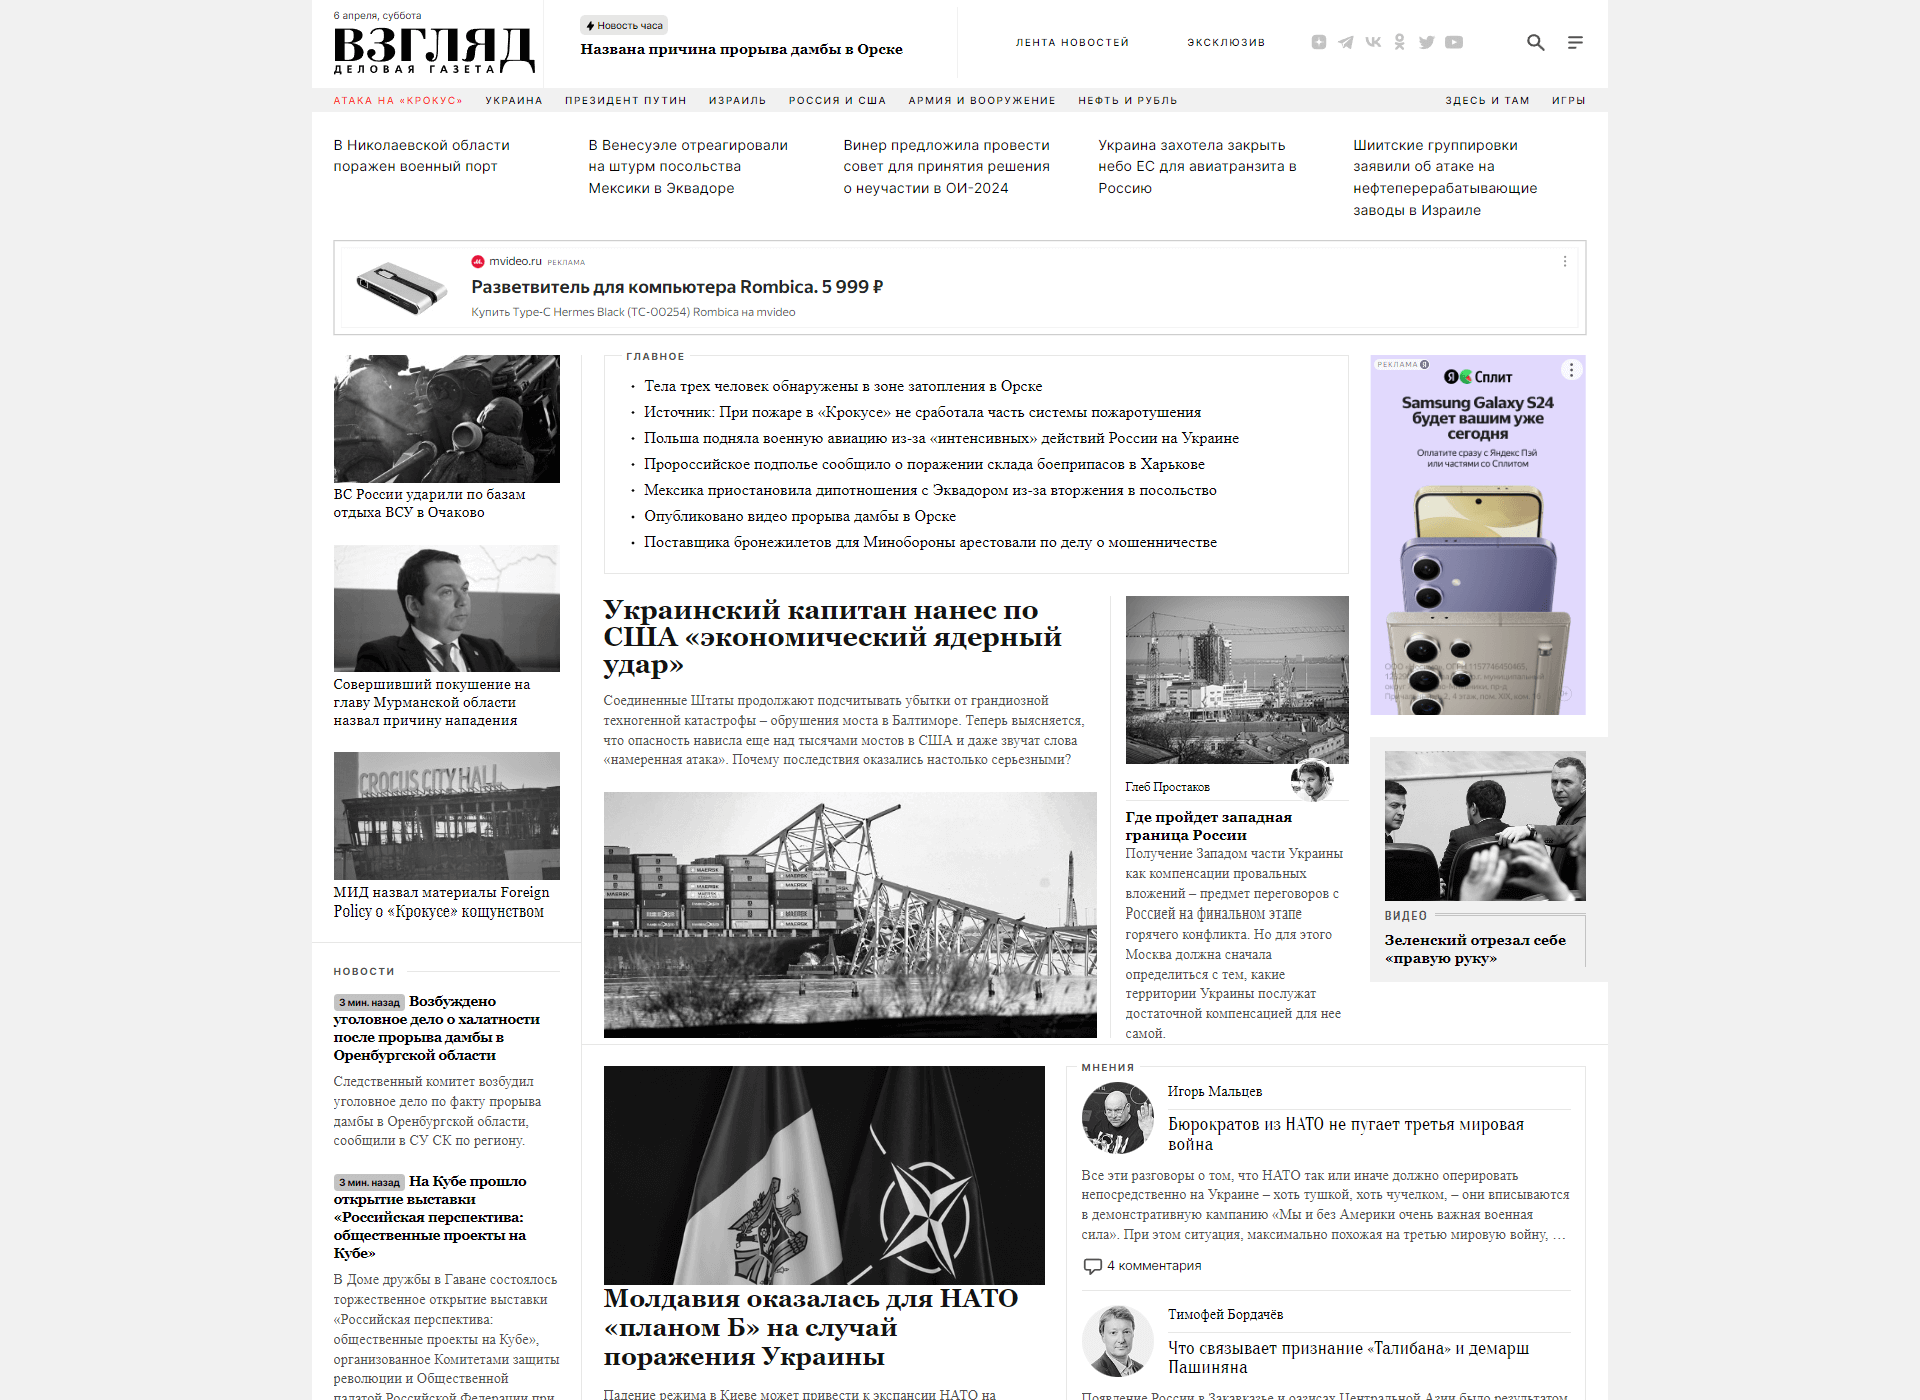 6 апреля, суббота
ВЗГЛЯД
ДЕЛОВАЯ ГАЗЕТА
Новость часа
Названа причина прорыва дамбы в Орске
ЛЕНТА НОВОСТЕЙ
ЭКСКЛЮЗИВ
АТАКА НА «КРОКУС»
УКРАИНА
ПРЕЗИДЕНТ ПУТИН
ИЗРАИЛЬ
РОССИЯ И США
АРМИЯ И ВООРУЖЕНИЕ
НЕФТЬ И РУБЛЬ
ЗДЕСЬ И ТАМ
ИГРЫ
В Николаевской области
поражен военный порт
В Венесуэле отреагировали
на штурм посольства
Мексики в Эквадоре
Винер предложила провести
совет для принятия решения
о неучастии в ОИ-2024
Украина захотела закрыть
небо ЕС для авиатранзита в
Россию
Шиитские группировки
заявили об атаке на
нефтеперерабатывающие
заводы в Израиле
mvideo.ru РЕКЛАМА
Разветвитель для компьютера Rombica. 5 999 ₽
Купить Type-C Hermes Black (TC-00254) Rombica на mvideo
ВС России ударили по базам
отдыха ВСУ в Очаково
Совершивший покушение на
главу Мурманской области
назвал причину нападения
CROCUS CITY HALL
МИД назвал материалы Foreign
Policy о «Крокусе» кощунством
НОВОСТИ
3 мин. назад Возбуждено
уголовное дело о халатности
после прорыва дамбы в
Оренбургской области
Следственный комитет возбудил
уголовное дело по факту прорыва
дамбы в Оренбургской области,
сообщили в СУ СК по региону.
3 мин. назад На Кубе прошло
открытие выставки
«Российская перспектива:
общественные проекты на
Кубе»
В Доме дружбы в Гаване состоялось
торжественное открытие выставки
«Российская перспектива:
общественные проекты на Кубе»,
организованное Комитетами защиты
революции и Общественной
палатой Российской Федерации при
ГЛАВНОЕ
• Тела трех человек обнаружены в зоне затопления в Орске
• Источник: При пожаре в «Крокусе» не сработала часть системы пожаротушения
• Польша подняла военную авиацию из-за «интенсивных» действий России на Украине
• Пророссийское подполье сообщило о поражении склада боеприпасов в Харькове
• Мексика приостановила дипотношения с Эквадором из-за вторжения в посольство
• Опубликовано видео прорыва дамбы в Орске
• Поставщика бронежилетов для Минобороны арестовали по делу о мошенничестве
Украинский капитан нанес по
США «экономический ядерный
удар»
Соединенные Штаты продолжают подсчитывать убытки от грандиозной
техногенной катастрофы – обрушения моста в Балтиморе. Теперь выясняется,
что опасность нависла еще над тысячами мостов в США и даже звучат слова
«намеренная атака». Почему последствия оказались настолько серьезными?
MAERSK
MAERSK
MAERSK
MAERSK
Глеб Простаков
Где пройдет западная
граница России
Получение Западом части Украины
как компенсации провальных
вложений – предмет переговоров с
Россией на финальном этапе
горячего конфликта. Но для этого
Москва должна сначала
определиться с тем, какие
территории Украины послужат
достаточной компенсацией для нее
самой.
РЕКЛАМА
Я Сплит
Samsung Galaxy S24
будет вашим уже
сегодня
Оплатите сразу с Яндекс Пэй
или частями со Сплитом
ВИДЕО
Зеленский отрезал себе
«правую руку»
Молдавия оказалась для НАТО
«планом Б» на случай
поражения Украины
Падение режима в Киеве может привести к экспансии НАТО на
МНЕНИЯ
Игорь Мальцев
Бюрократов из НАТО не пугает третья мировая
война
Все эти разговоры о том, что НАТО так или иначе должно оперировать
непосредственно на Украине – хоть тушкой, хоть чучелком, – они вписываются
в демонстративную кампанию «Мы и без Америки очень важная военная
сила». При этом ситуация, максимально похожая на третью мировую войну, …
4 комментария
Тимофей Бордачёв
Что связывает признание «Талибана» и демарш
Пашиняна
Появление России в Закавказье и оазисах Центральной Азии было результатом